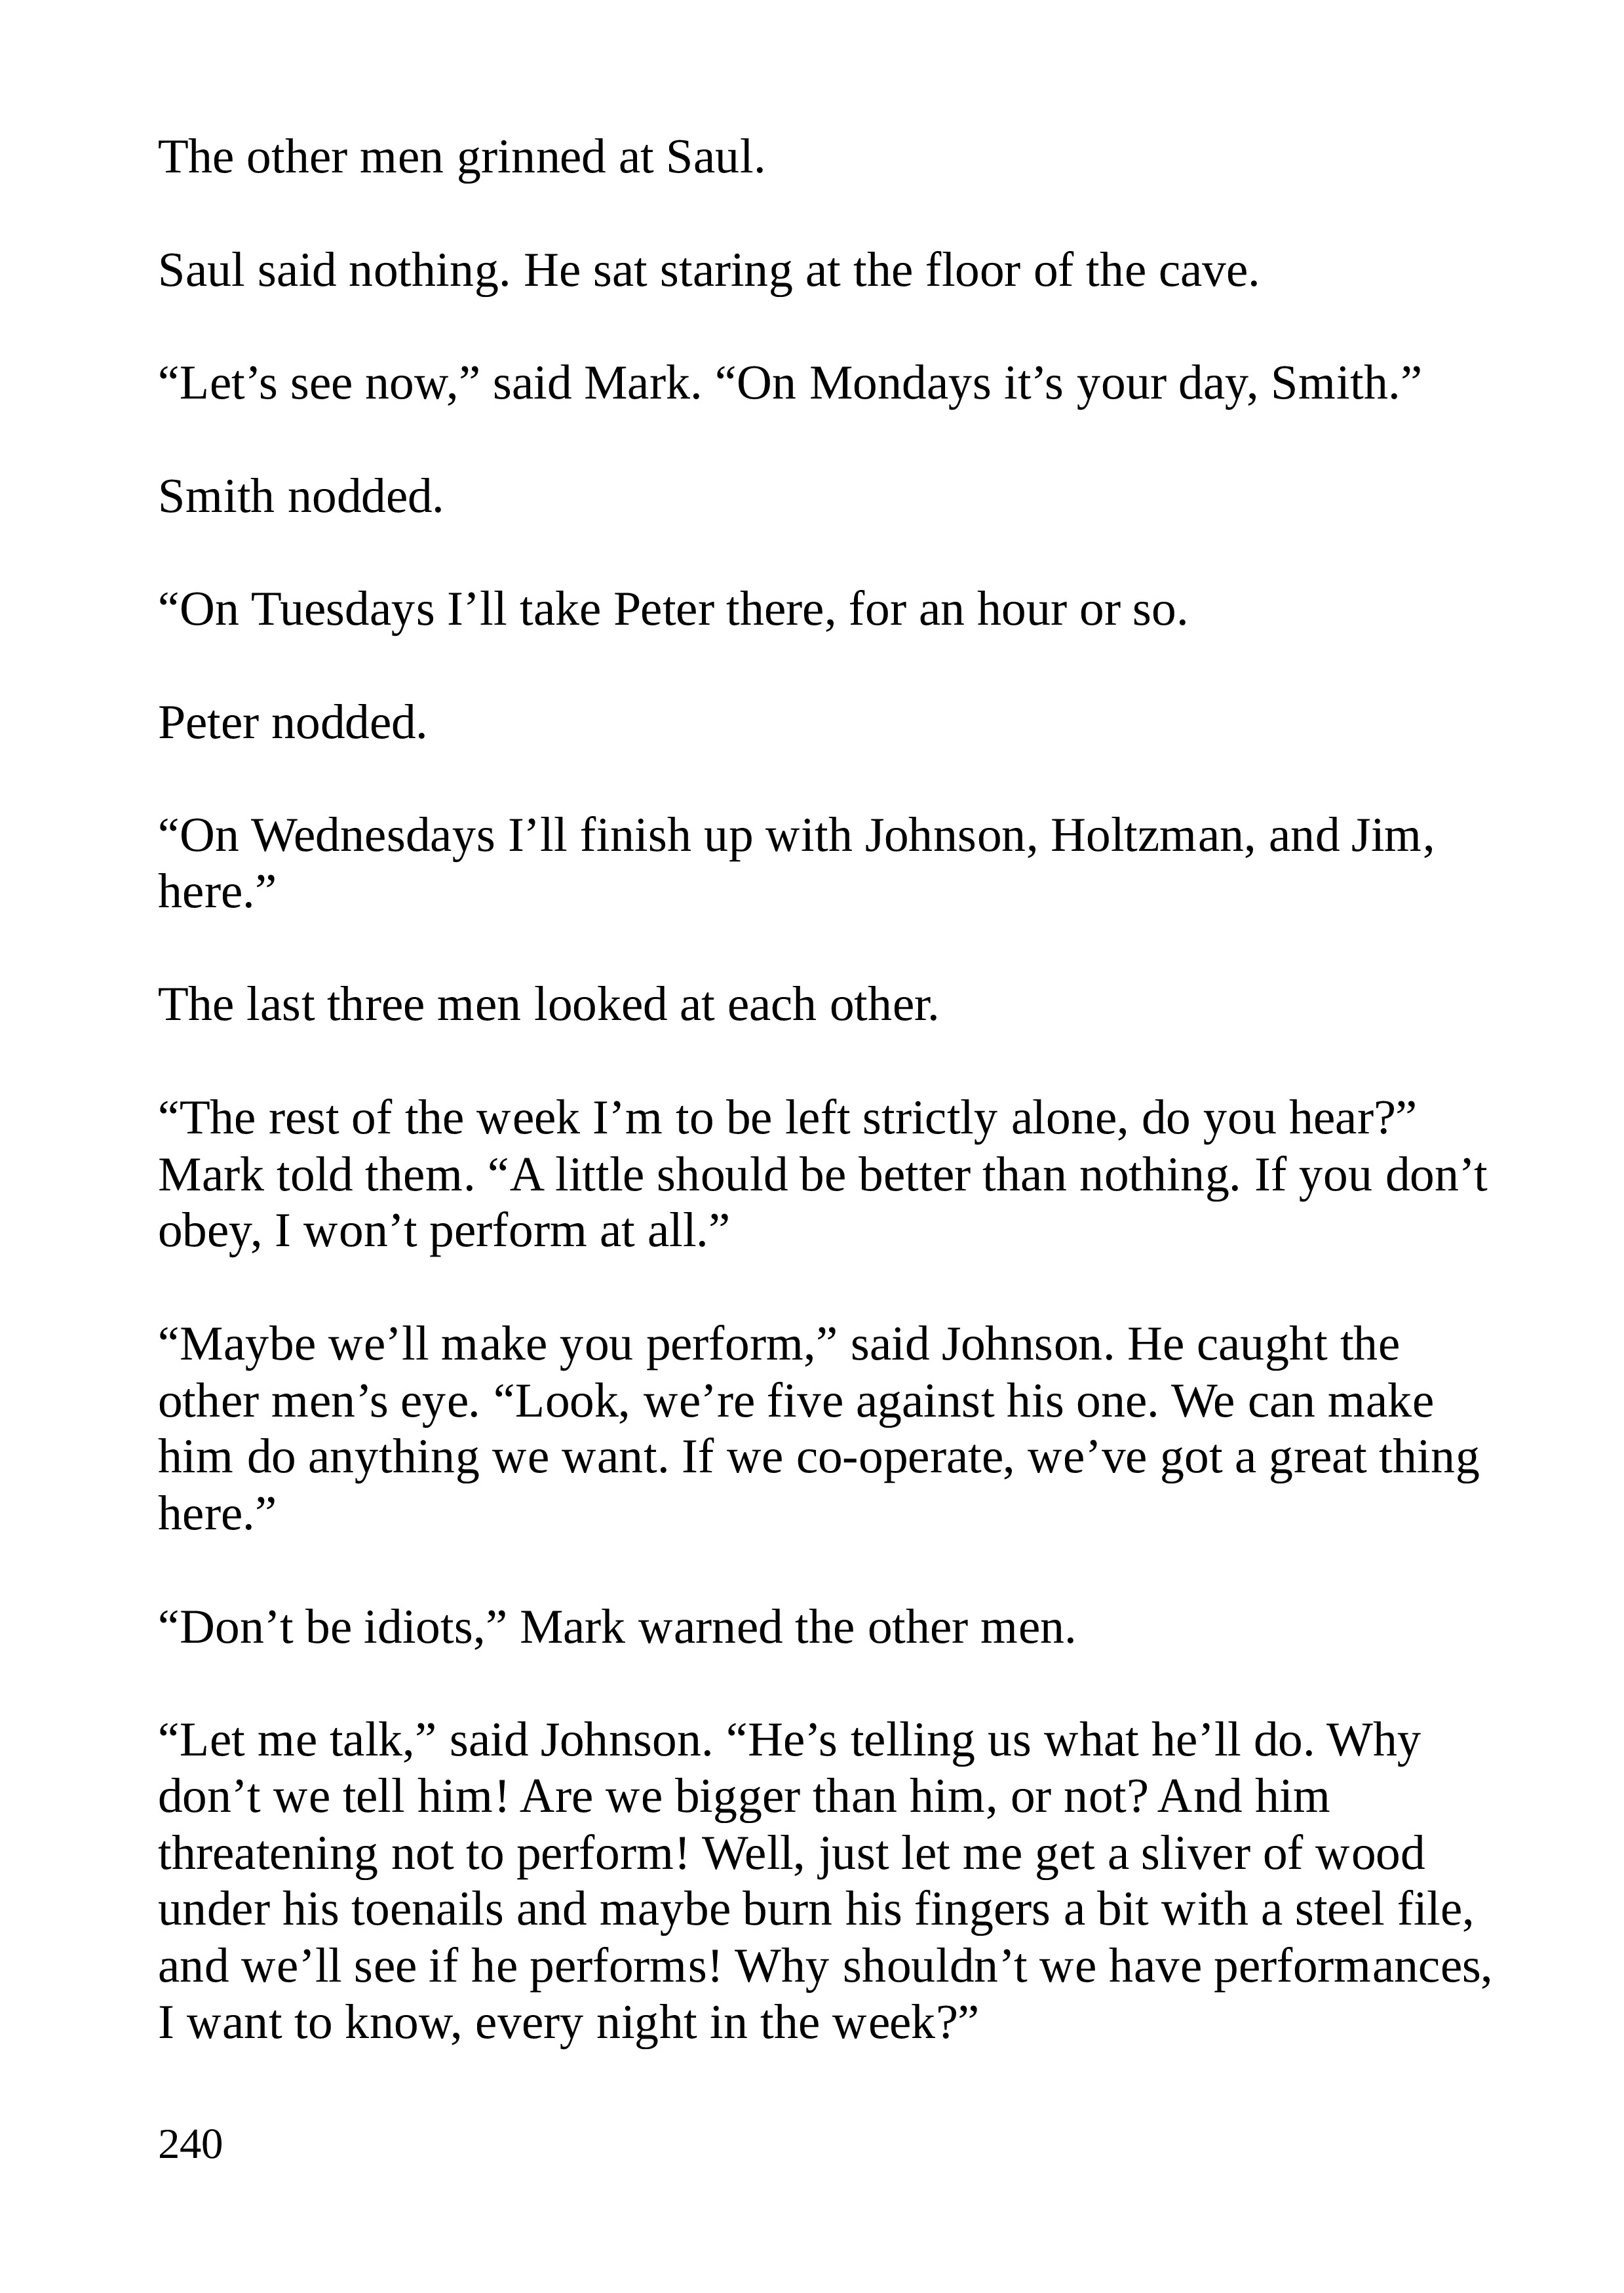 The other men grinned at Saul.
Saul said nothing. He sat staring at the floor of the cave.
“Let’s see now,” said Mark. “On Mondays it’s your day, Smith.”
Smith nodded.
“On Tuesdays I’ll take Peter there, for an hour or so.
Peter nodded.
“On Wednesdays I’ll finish up with Johnson, Holtzman, and Jim,
here.”
The last three men looked at each other.
“The rest of the week I’m to be left strictly alone, do you hear?”
Mark told them. “A little should be better than nothing. If you don’t
obey, I won’t perform at all.”
“Maybe we’ll make you perform,” said Johnson. He caught the
other men’s eye. “Look, we’re five against his one. We can make
him do anything we want. If we co-operate, we’ve got a great thing
here.”
“Don’t be idiots,” Mark warned the other men.
“Let me talk,” said Johnson. “He’s telling us what he’ll do. Why
don’t we tell him! Are we bigger than him, or not? And him
threatening not to perform! Well, just let me get a sliver of wood
under his toenails and maybe burn his fingers a bit with a steel file,
and we’ll see if he performs! Why shouldn’t we have performances,
I want to know, every night in the week?”
240